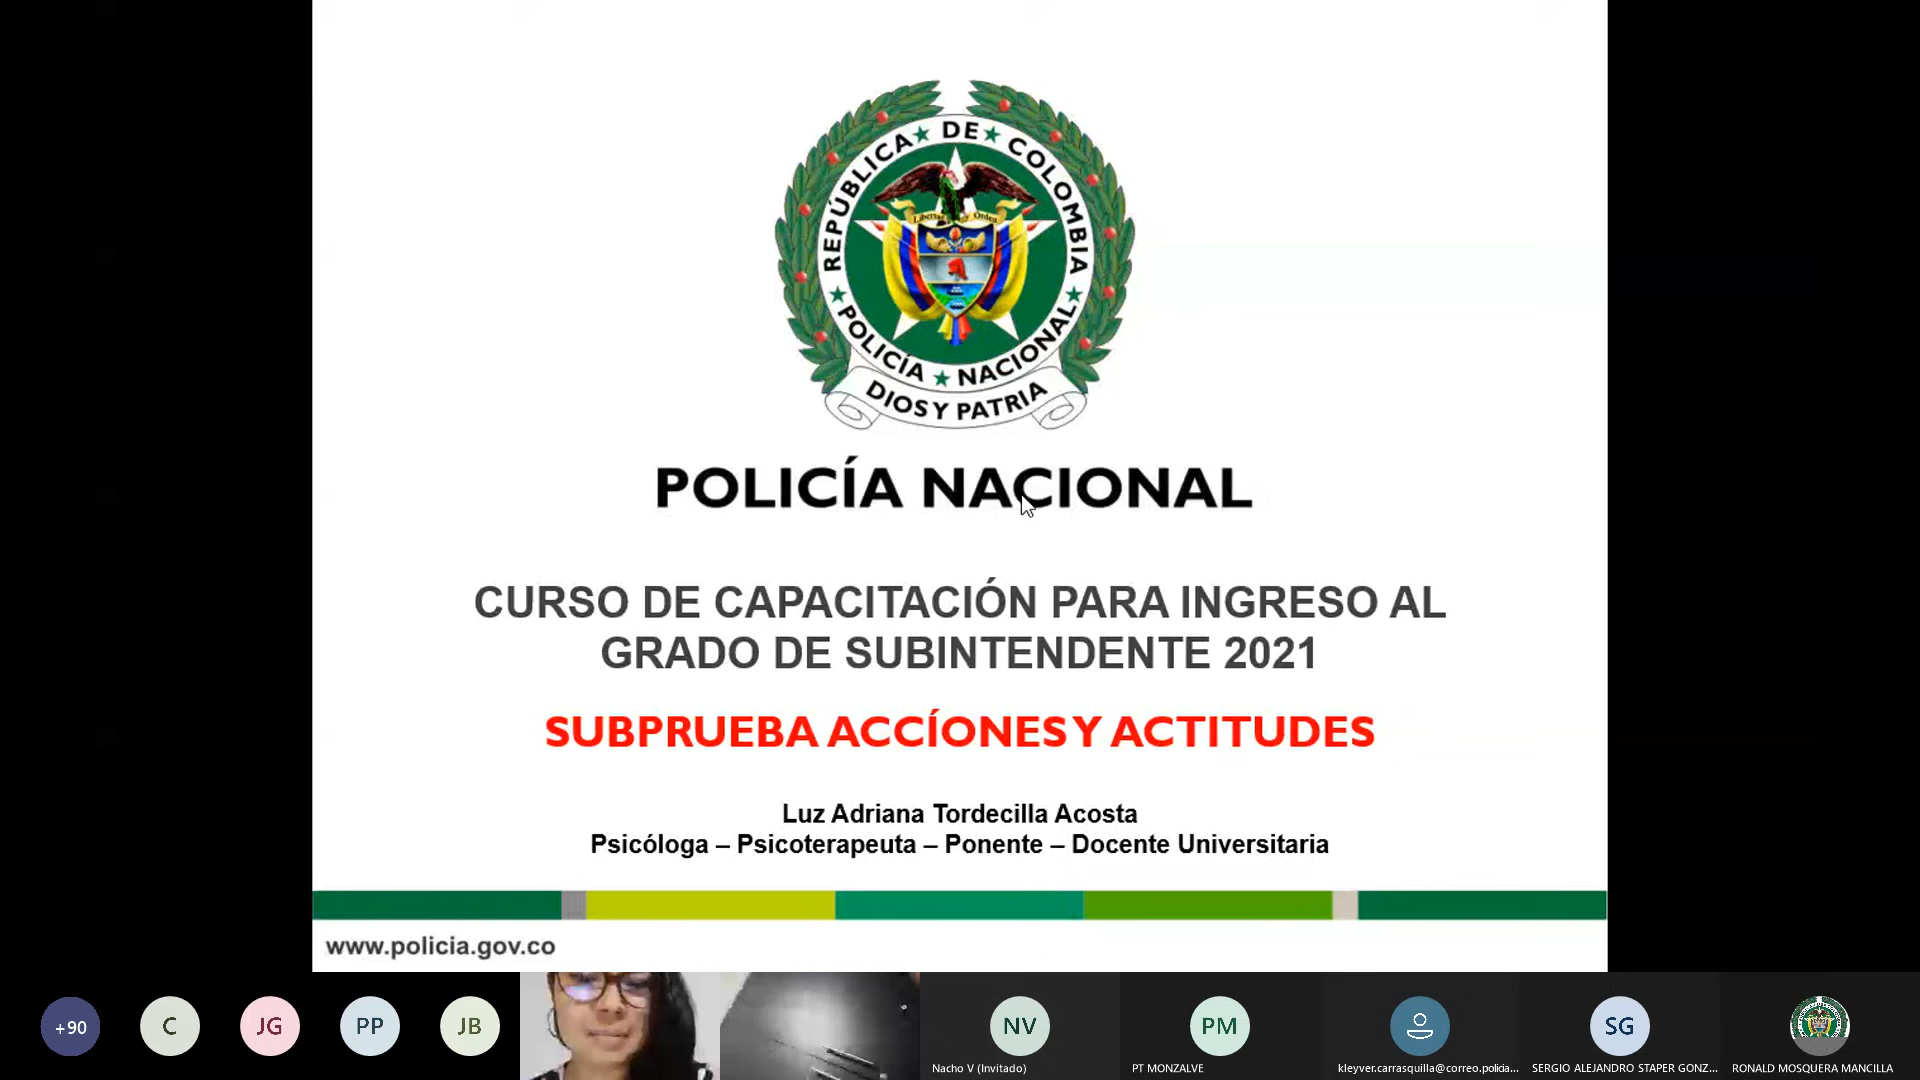 REPÚBLICA DE COLOMBIA
Libertad y Orden
POLICÍA NACIONAL
DIOS Y PATRIA
POLICÍA NACIONAL
CURSO DE CAPACITACIÓN PARA INGRESO AL
GRADO DE SUBINTENDENTE 2021
SUBPRUEBA ACCÍONES Y ACTITUDES
Luz Adriana Tordecilla Acosta
Psicóloga – Psicoterapeuta – Ponente – Docente Universitaria
www.policia.gov.co
+90
C
JG
PP
JB
NV
PM
SG
Nacho V (Invitado)
PT MONZALVE
kleyver.carrasquilla@correo.policia...
SERGIO ALEJANDRO STAPER GONZ...
RONALD MOSQUERA MANCILLA